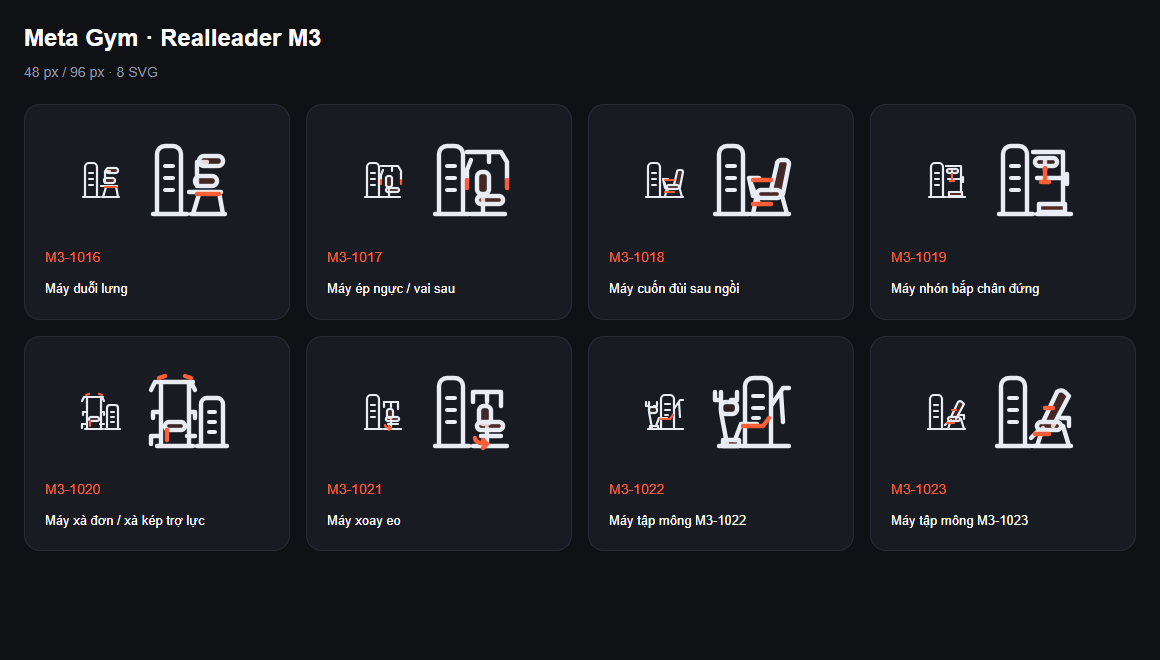 Meta Gym · Realleader M3
48 px / 96 px · 8 SVG
M3-1016
Máy duỗi lưng
M3-1017
Máy ép ngực / vai sau
M3-1018
Máy cuốn đùi sau ngồi
M3-1019
Máy nhón bắp chân đứng
M3-1020
Máy xà đơn / xà kép trợ lực
M3-1021
Máy xoay eo
M3-1022
Máy tập mông M3-1022
M3-1023
Máy tập mông M3-1023